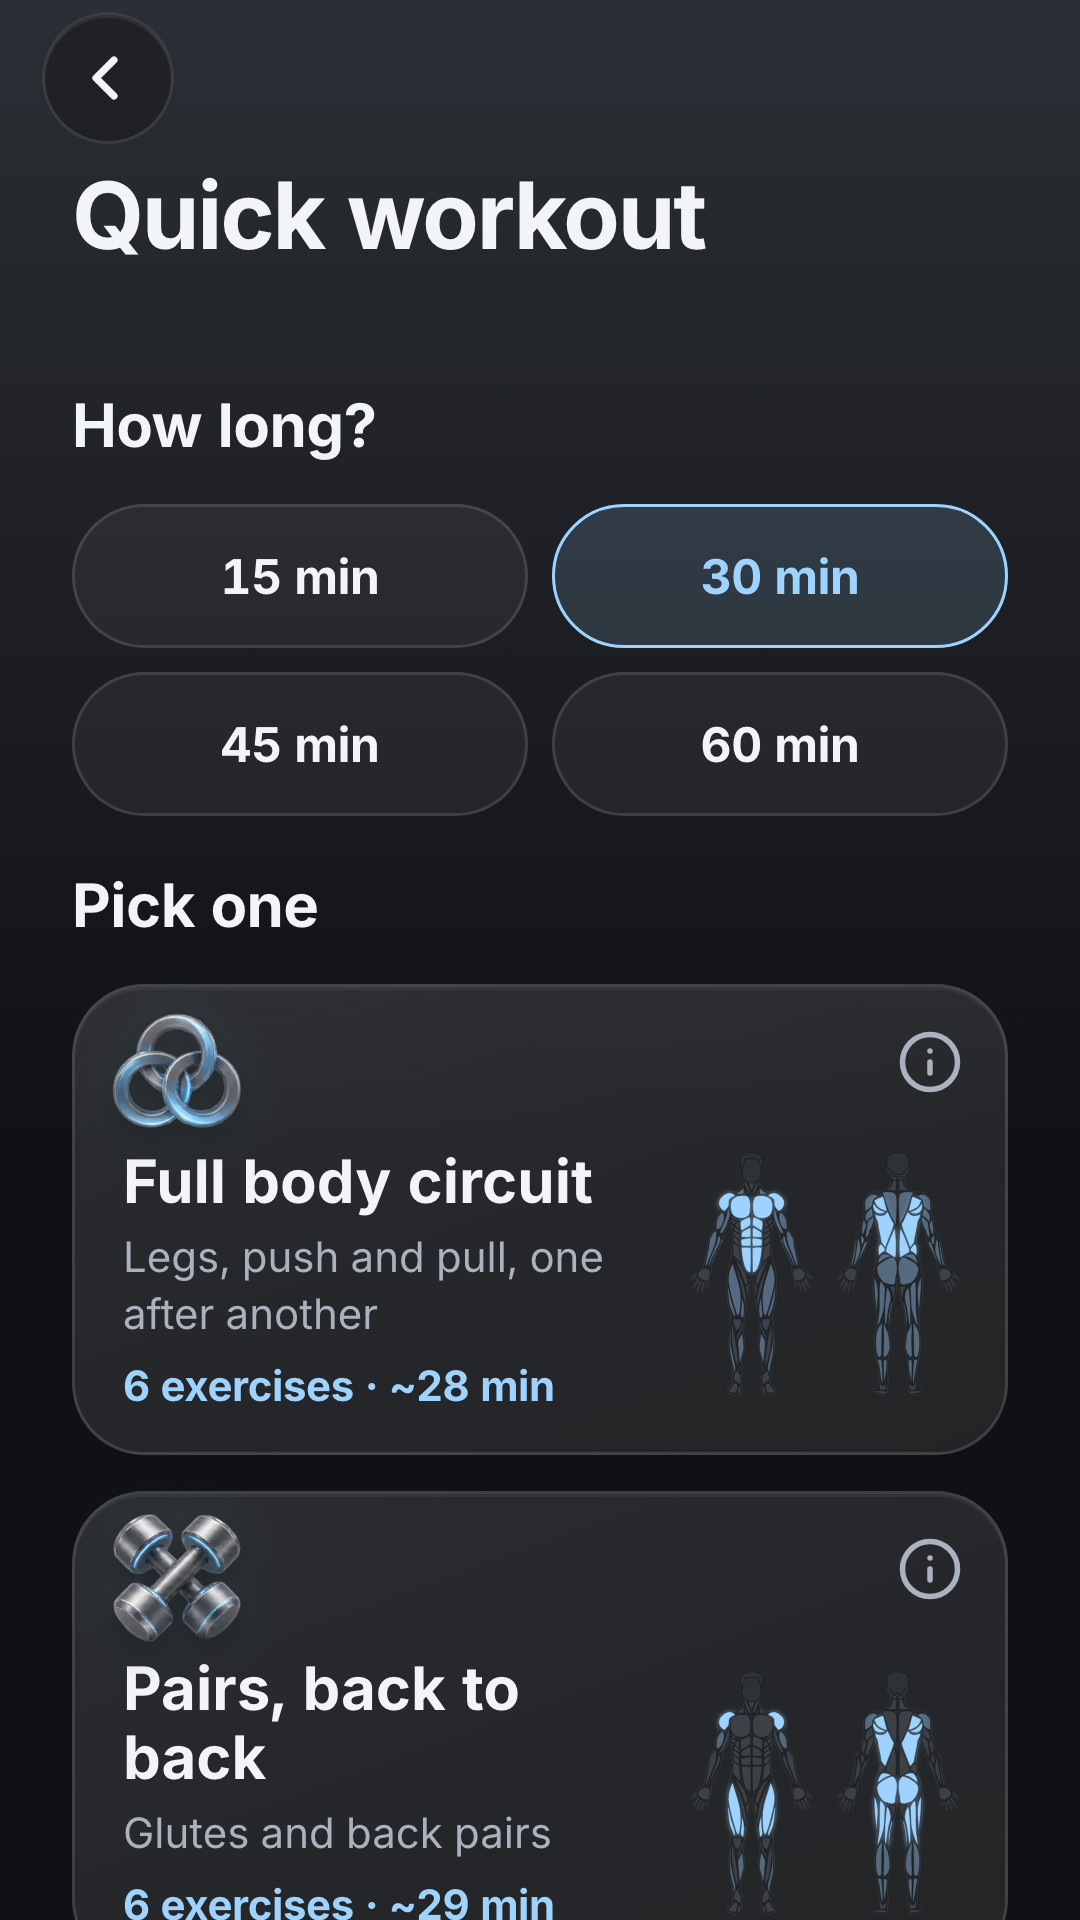 Quick workout
How long?
15 min
30 min
45 min
60 min
Pick one
Full body circuit
Legs, push and pull, one
after another
6 exercises · ~28 min
Pairs, back to
back
Glutes and back pairs
6 exercises · ~29 min